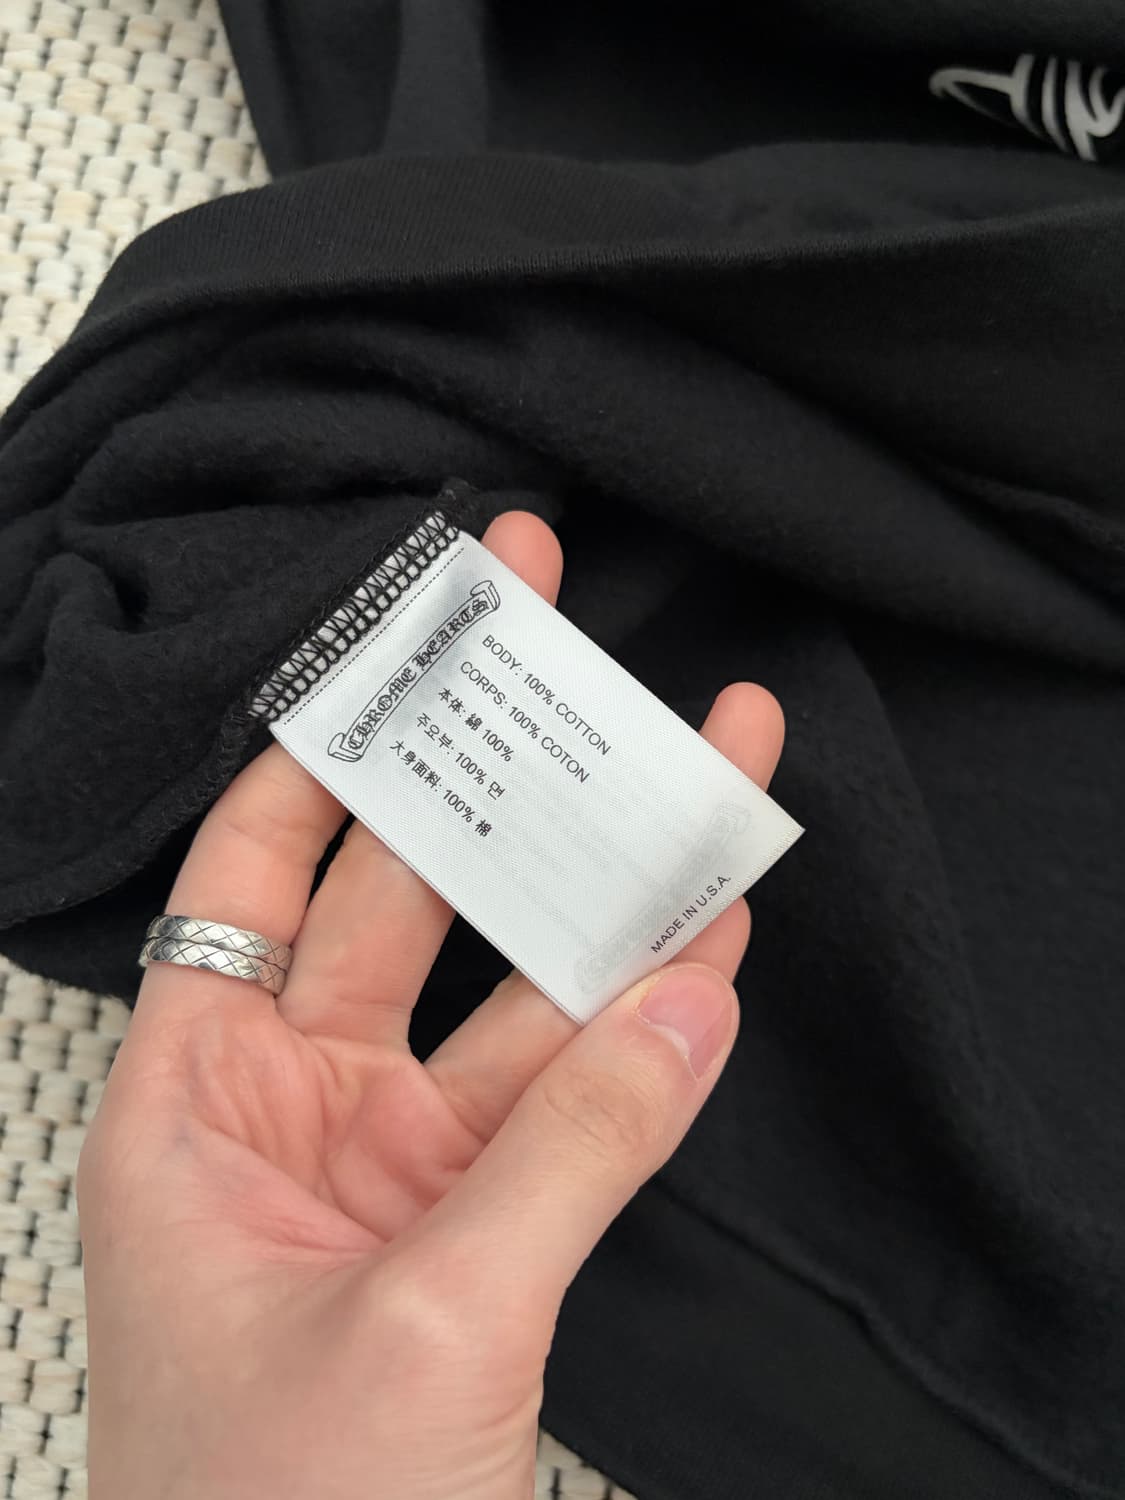 CHROME HEARTS
BODY: 100% COTTON
CORPS: 100% COTON
本体: 綿 100%
주요부: 100% 면
大身面料: 100% 棉
MADE IN U.S.A.